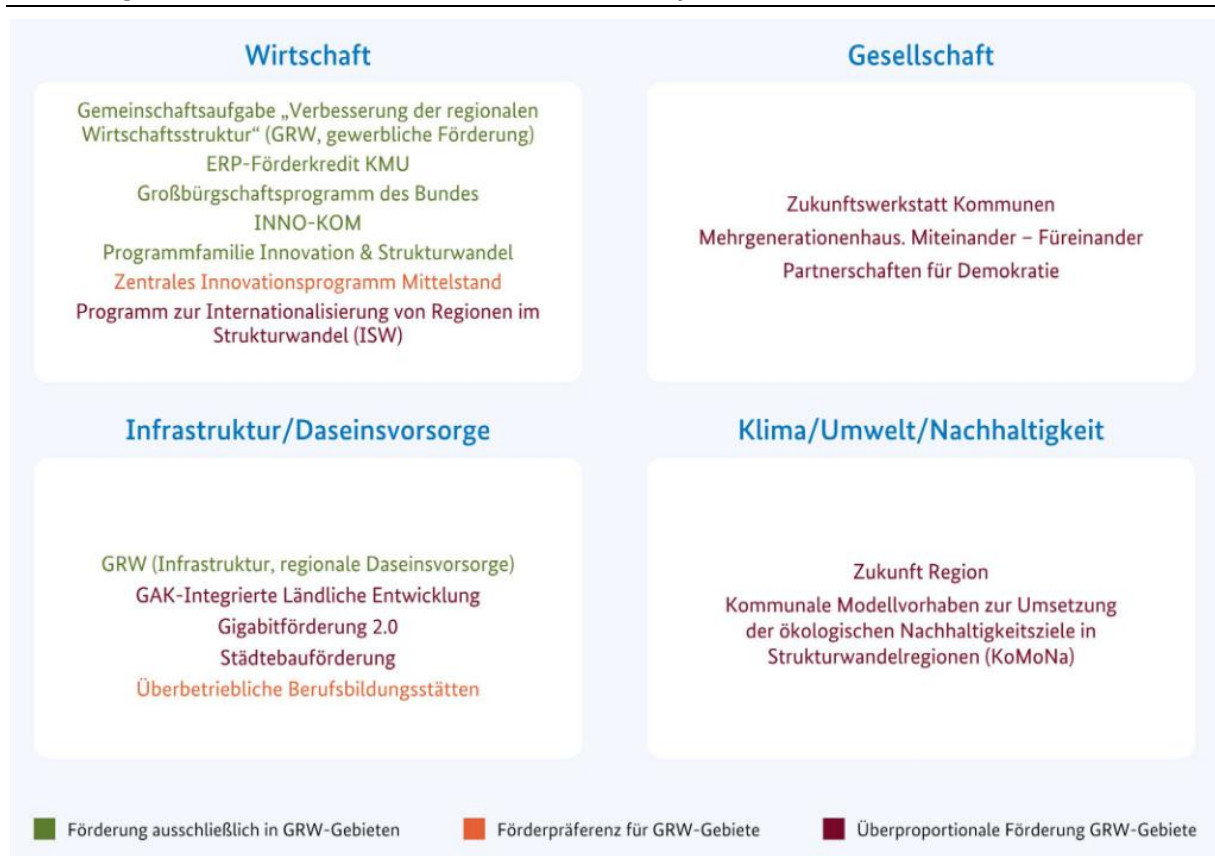 Wirtschaft
Gemeinschaftsaufgabe „Verbesserung der regionalen
Wirtschaftsstruktur“ (GRW, gewerbliche Förderung)
ERP-Förderkredit KMU
Großbürgschaftsprogramm des Bundes
INNO-KOM
Programmfamilie Innovation & Strukturwandel
Zentrales Innovationsprogramm Mittelstand
Programm zur Internationalisierung von Regionen im
Strukturwandel (ISW)
Gesellschaft
Zukunftswerkstatt Kommunen
Mehrgenerationenhaus. Miteinander – Füreinander
Partnerschaften für Demokratie
Infrastruktur/Daseinsvorsorge
GRW (Infrastruktur, regionale Daseinsvorsorge)
GAK-Integrierte Ländliche Entwicklung
Gigabitförderung 2.0
Städtebauförderung
Überbetriebliche Berufsbildungsstätten
Klima/Umwelt/Nachhaltigkeit
Zukunft Region
Kommunale Modellvorhaben zur Umsetzung
der ökologischen Nachhaltigkeitsziele in
Strukturwandelregionen (KoMoNa)
Förderung ausschließlich in GRW-Gebieten
Förderpräferenz für GRW-Gebiete
Überproportionale Förderung GRW-Gebiete